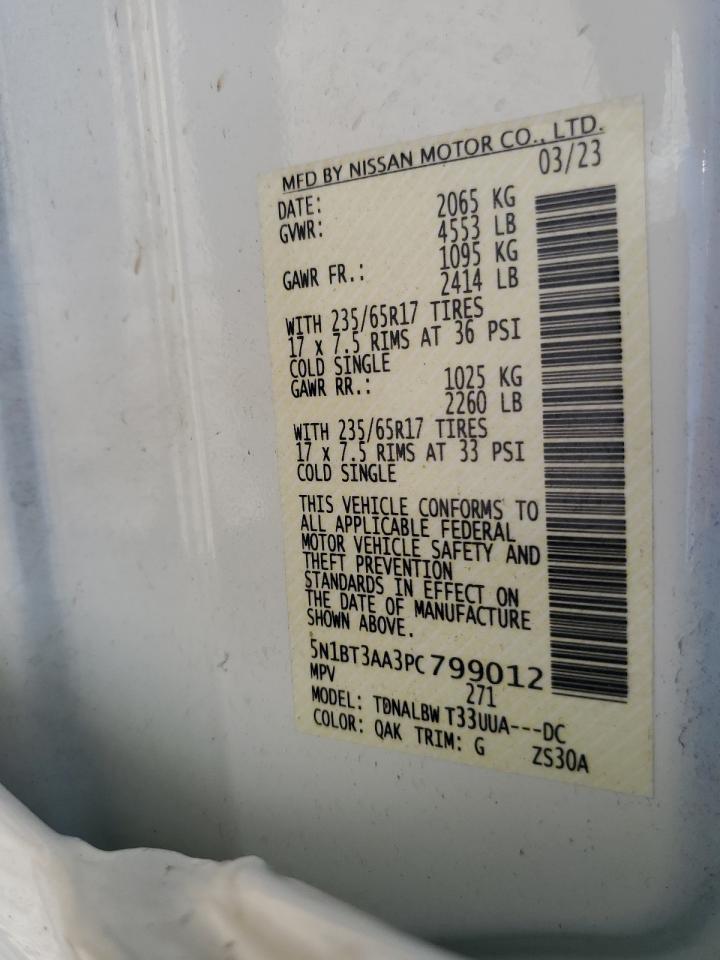 MFD BY NISSAN MOTOR CO., LTD.
DATE: 03/23
GVWR: 2065 KG
4553 LB
GAWR FR.: 1095 KG
2414 LB
WITH 235/65R17 TIRES
17 x 7.5 RIMS AT 36 PSI
COLD SINGLE
GAWR RR.: 1025 KG
2260 LB
WITH 235/65R17 TIRES
17 x 7.5 RIMS AT 33 PSI
COLD SINGLE
THIS VEHICLE CONFORMS TO
ALL APPLICABLE FEDERAL
MOTOR VEHICLE SAFETY AND
THEFT PREVENTION
STANDARDS IN EFFECT ON
THE DATE OF MANUFACTURE
SHOWN ABOVE.
5N1BT3AA3PC799012
MPV 271
MODEL: TDNALBW T33UUA---DC
COLOR: QAK TRIM: G ZS30A